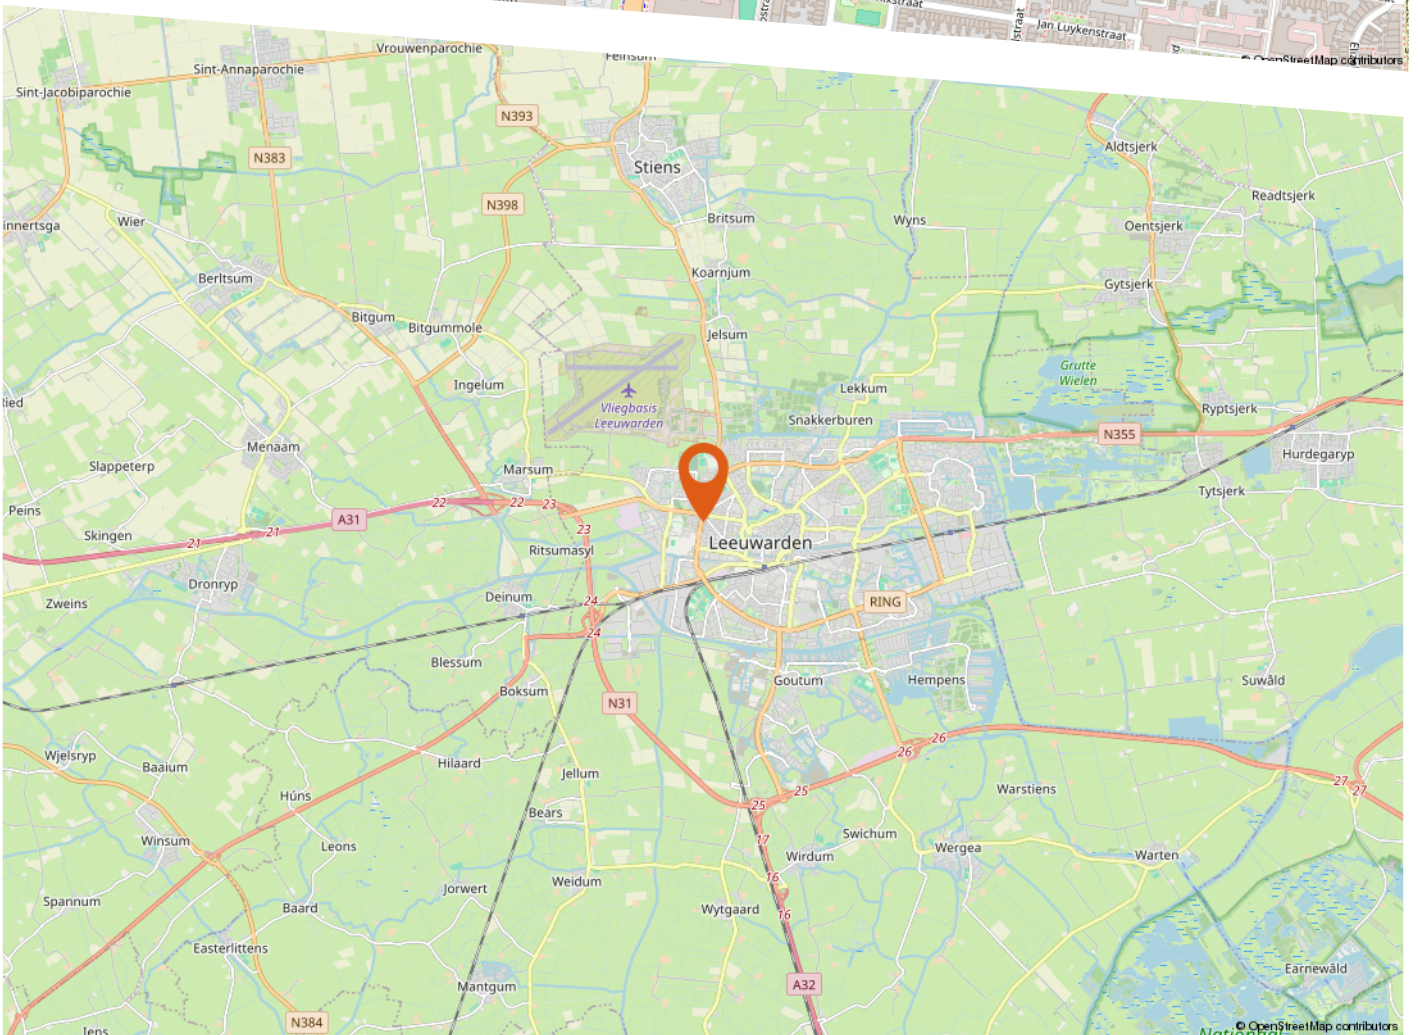 Jan Luykenstraat
© OpenStreetMap contributors
Vrouwenparochie
Sint-Annaparochie
Sint-Jacobiparochie
N393
Aldtsjerk
N383
Stiens
Readtsjerk
N398
Britsum
Wyns
Wier
innertsga
Oentsjerk
Koarnjum
Berltsum
Gytsjerk
Bitgum
Bitgummole
Jelsum
Grutte
Wielen
Ingelum
Lekkum
Vliegbasis
Leeuwarden
Ryptsjerk
Snakkerburen
N355
Menaam
Hurdegaryp
Slappeterp
Marsum
Tytsjerk
22
22
23
Peins
A31
21
21
23
Skingen
Leeuwarden
Ritsumasyl
Dronryp
Zweins
Deinum
24
RING
24
Blessum
Goutum
Hempens
Suwâld
Boksum
N31
26
26
Wjelsryp
Baaium
Hilaard
Jellum
27
27
Húns
25
25
Warstiens
Bears
Winsum
17
Swichum
Leons
Wirdum
Wergea
Warten
16
Weidum
Jorwert
Spannum
Baard
Wytgaard
16
Easterlittens
Earnewâld
Mantgum
A32
N384
© OpenStreetMap contributors